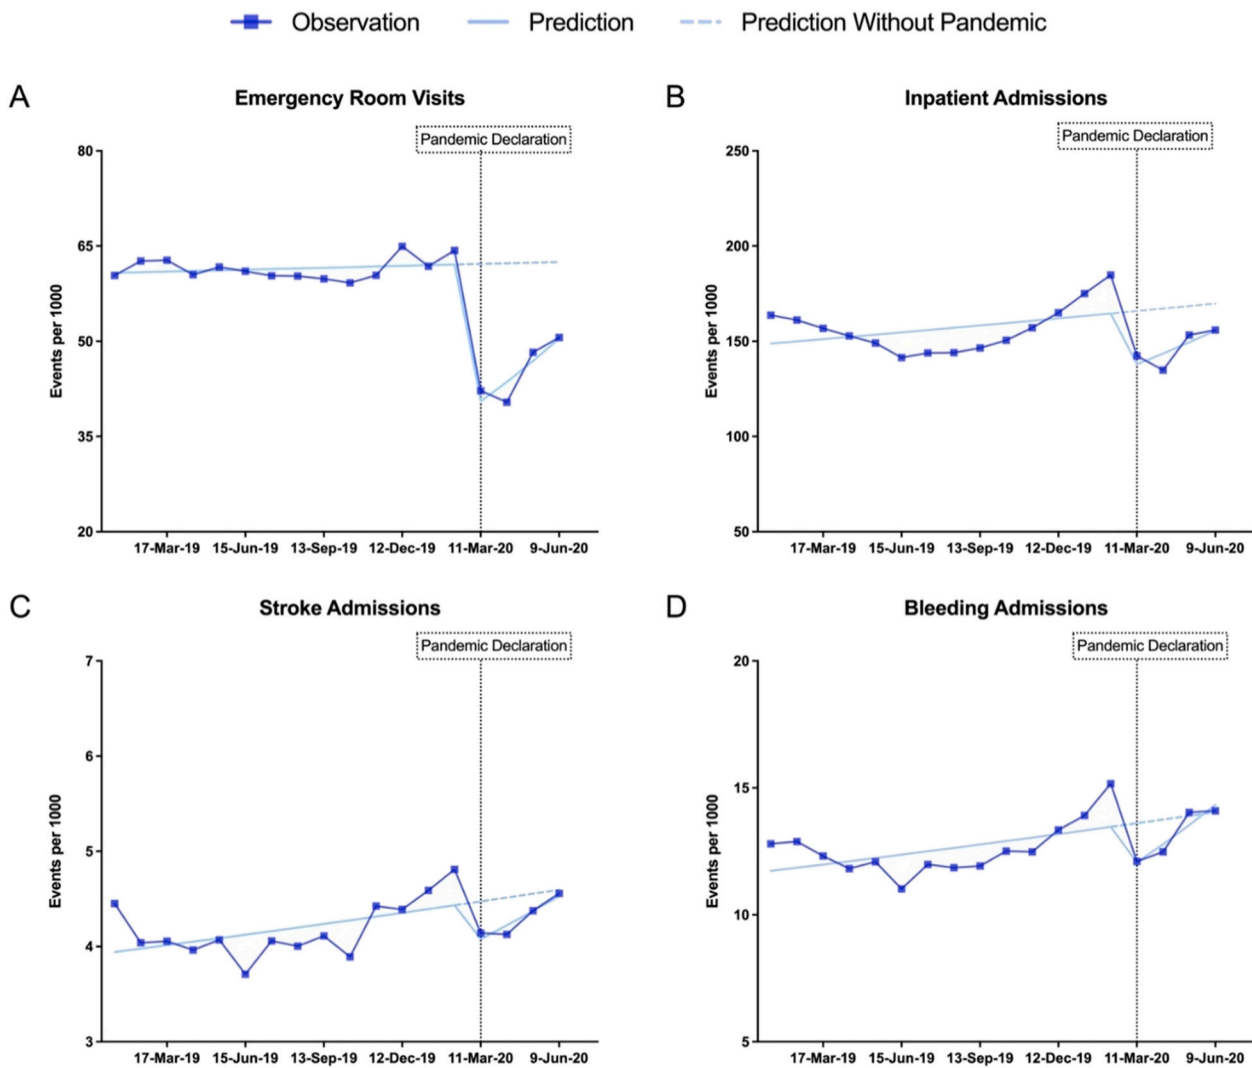 Observation Prediction Prediction Without Pandemic
A Emergency Room Visits
Pandemic Declaration
Events per 1000
80
65
50
35
20
17-Mar-19 15-Jun-19 13-Sep-19 12-Dec-19 11-Mar-20 9-Jun-20
B Inpatient Admissions
Pandemic Declaration
Events per 1000
250
200
150
100
50
17-Mar-19 15-Jun-19 13-Sep-19 12-Dec-19 11-Mar-20 9-Jun-20
C Stroke Admissions
Pandemic Declaration
Events per 1000
7
6
5
4
3
17-Mar-19 15-Jun-19 13-Sep-19 12-Dec-19 11-Mar-20 9-Jun-20
D Bleeding Admissions
Pandemic Declaration
Events per 1000
20
15
10
5
17-Mar-19 15-Jun-19 13-Sep-19 12-Dec-19 11-Mar-20 9-Jun-20